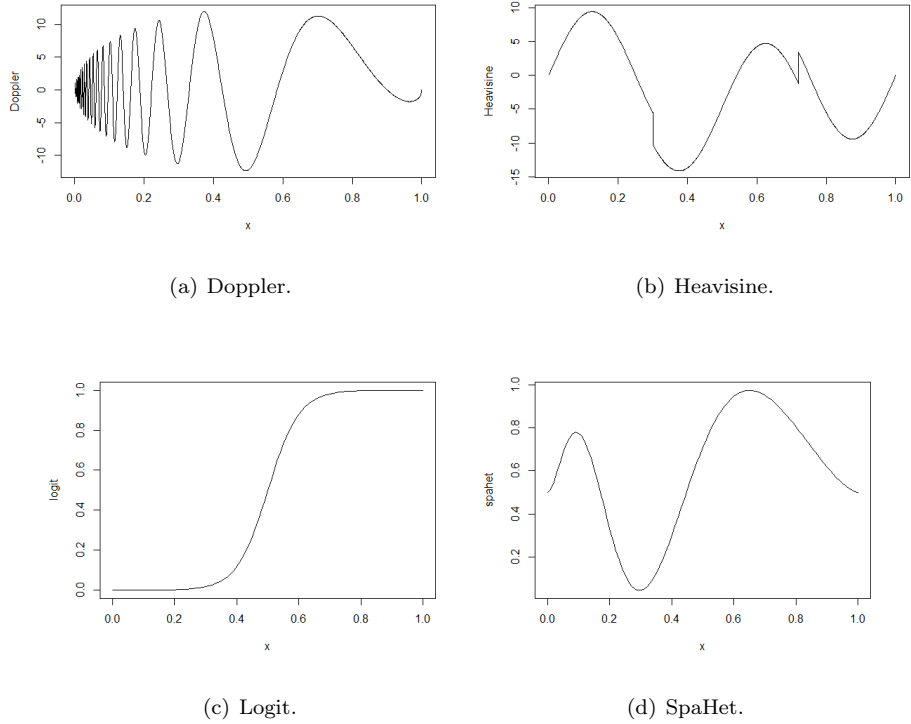 Doppler
10
5
0
-5
-10
0.0 0.2 0.4 0.6 0.8 1.0
x
(a) Doppler.
Heavisine
10
5
0
-5
-10
-15
0.0 0.2 0.4 0.6 0.8 1.0
x
(b) Heavisine.
logit
1.0
0.8
0.6
0.4
0.2
0.0
0.0 0.2 0.4 0.6 0.8 1.0
x
(c) Logit.
spahet
1.0
0.8
0.6
0.4
0.2
0.0 0.2 0.4 0.6 0.8 1.0
x
(d) SpaHet.